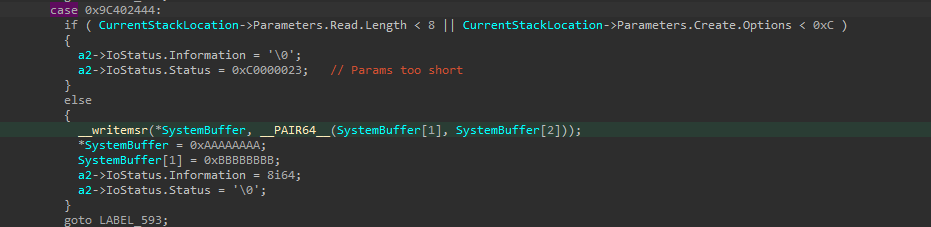 case 0x9C402444:
if ( CurrentStackLocation->Parameters.Read.Length < 8 || CurrentStackLocation->Parameters.Create.Options < 0xC )
{
a2->IoStatus.Information = '\0';
a2->IoStatus.Status = 0xC0000023;   // Params too short
}
else
{
__writemsr(*SystemBuffer, __PAIR64__(SystemBuffer[1], SystemBuffer[2]));
*SystemBuffer = 0xAAAAAAAA;
SystemBuffer[1] = 0xBBBBBBBB;
a2->IoStatus.Information = 8i64;
a2->IoStatus.Status = '\0';
}
goto LABEL_593;